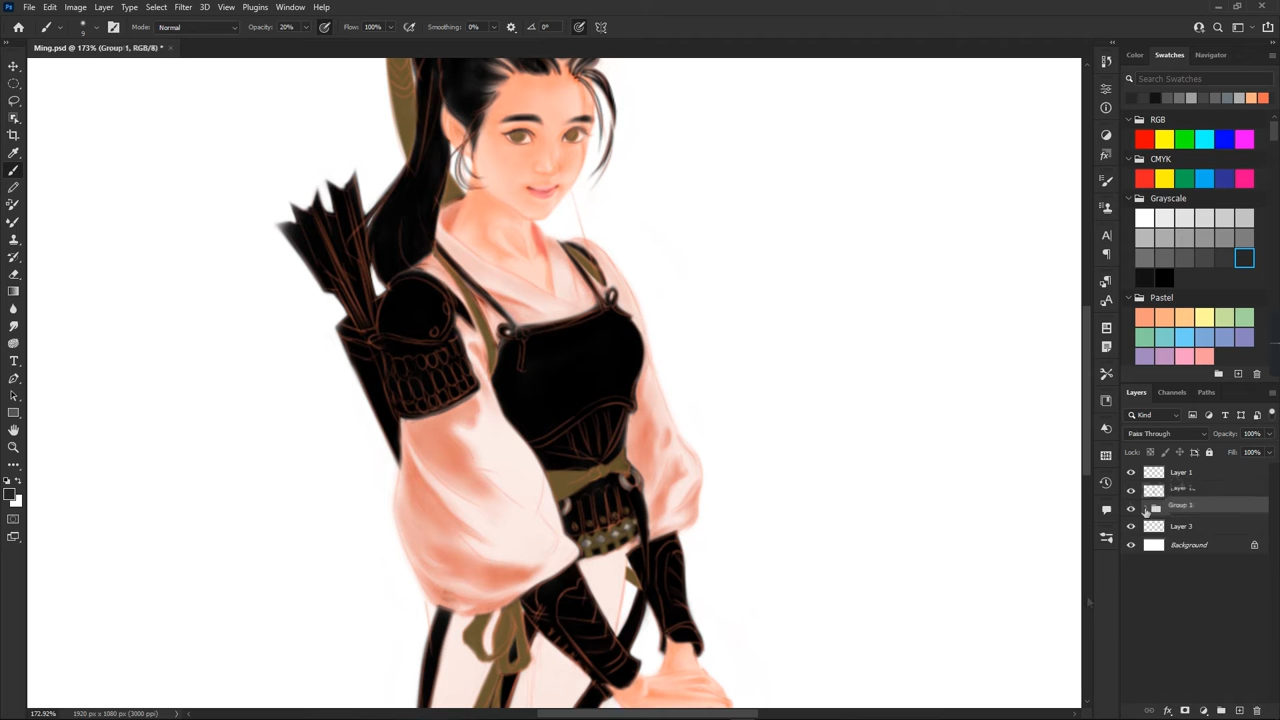 Ps File Edit Image Layer Type Select Filter 3D View Plugins Window Help
9 Mode: Normal Opacity: 20% Flow: 100% Smoothing: 0% 0°
Ming.psd @ 173% (Group 1, RGB/8) * ×
Color Swatches Navigator
Search Swatches
RGB
CMYK
Grayscale
Pastel
Layers Channels Paths
Kind
Pass Through Opacity: 100%
Lock: Fill: 100%
Layer 1
Group 1
Layer 3
Background
172.92% 1920 px x 1080 px (3000 ppi)